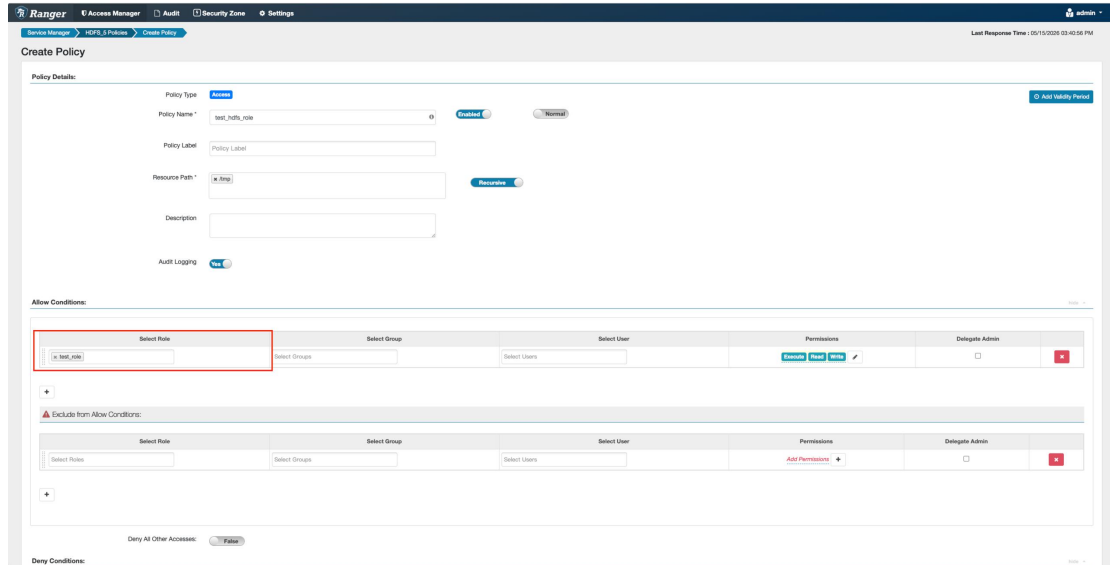 Ranger Access Manager Audit Security Zone Settings admin
Service Manager HDFS_5 Policies Create Policy Last Response Time : 05/15/2026 03:40:56 PM
Create Policy
Policy Details:
Policy Type Access Add Validity Period
Policy Name * test_hdfs_role Enabled Normal
Policy Label Policy Label
Resource Path * /tmp Recursive
Description
Audit Logging Yes
Allow Conditions:
Select Role Select Group Select User Permissions Delegate Admin
test_role Select Groups Select Users Execute Read Write
Exclude from Allow Conditions:
Select Role Select Group Select User Permissions Delegate Admin
Select Roles Select Groups Select Users Add Permissions +
Deny All Other Accesses: False
Deny Conditions: